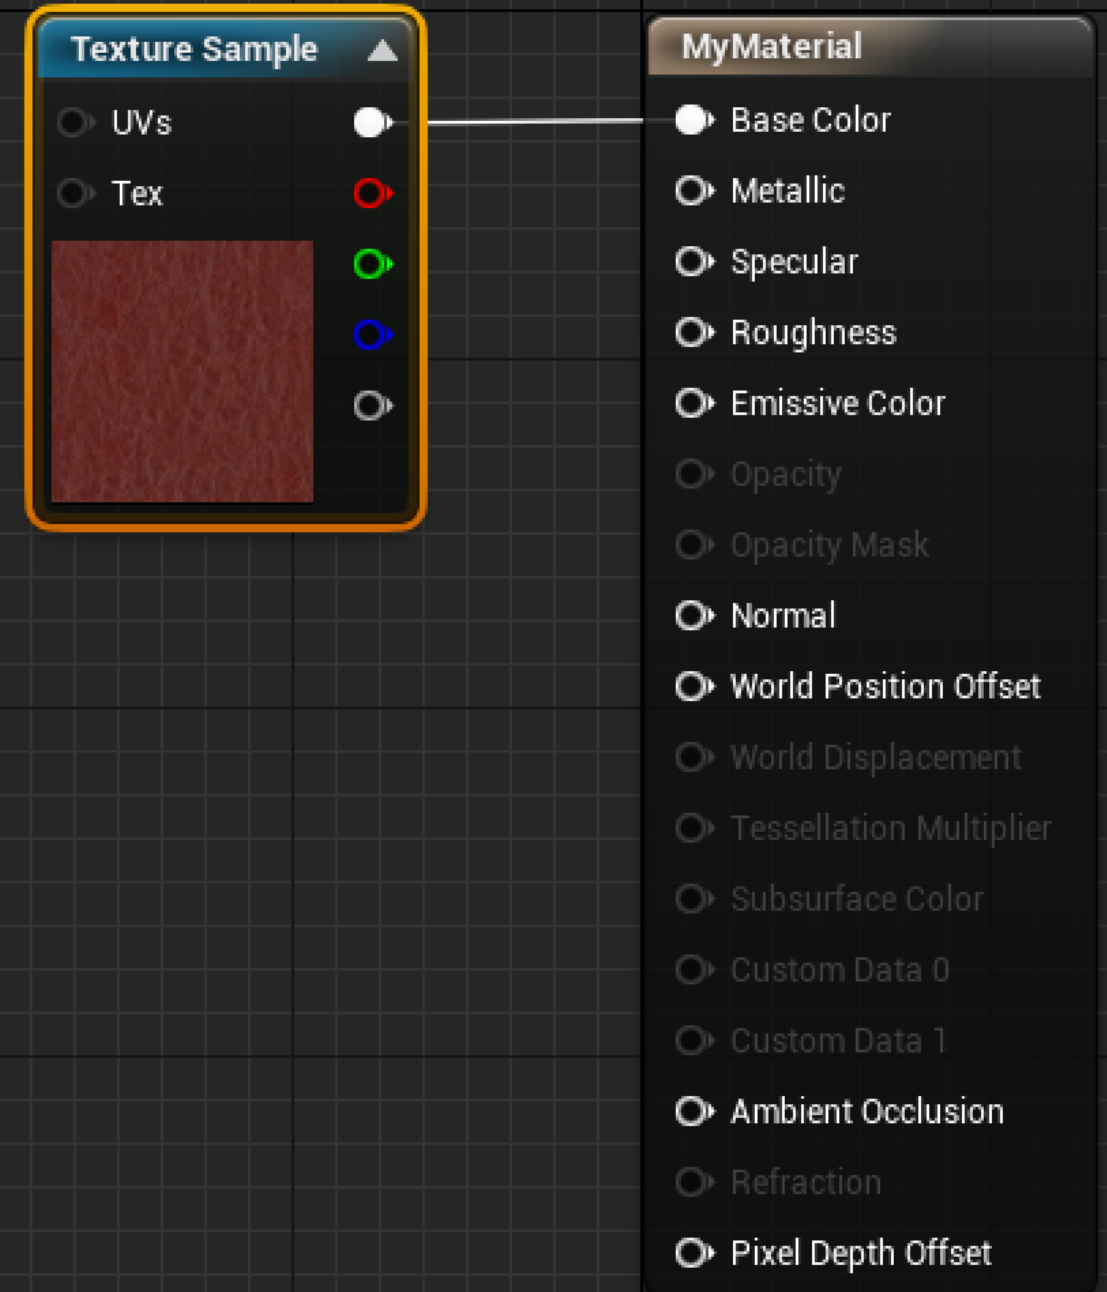 Texture Sample
UVs
Tex
MyMaterial
Base Color
Metallic
Specular
Roughness
Emissive Color
Opacity
Opacity Mask
Normal
World Position Offset
World Displacement
Tessellation Multiplier
Subsurface Color
Custom Data 0
Custom Data 1
Ambient Occlusion
Refraction
Pixel Depth Offset